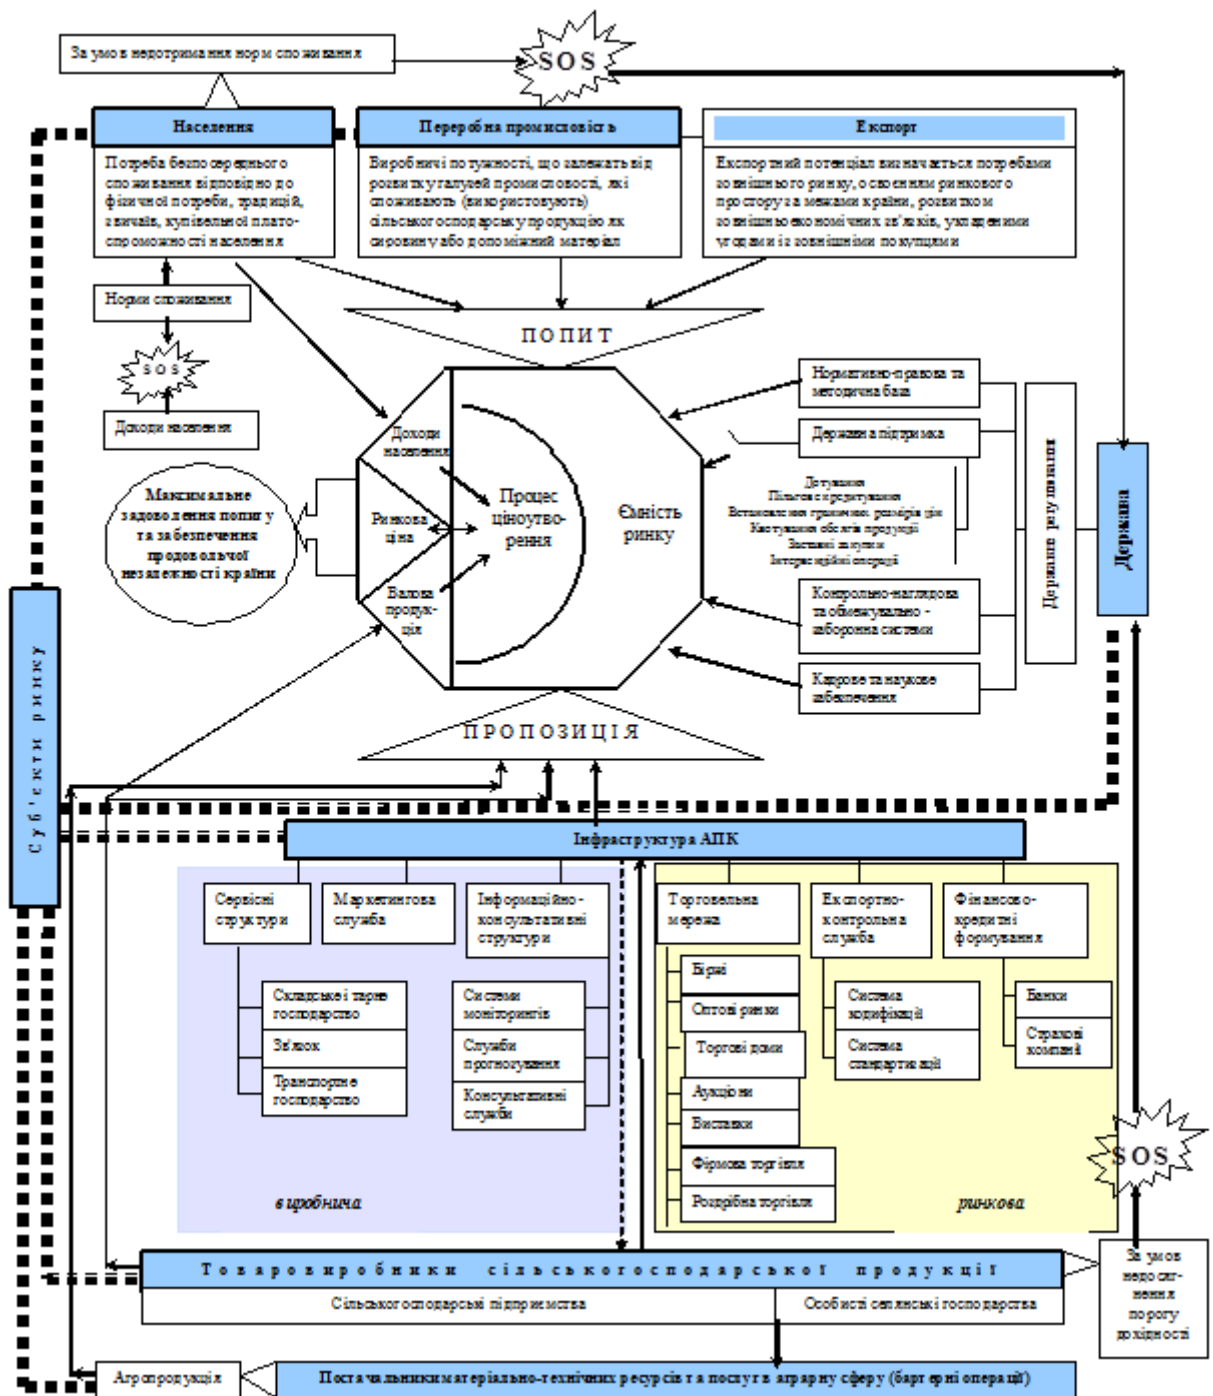 За умов недотримання норм споживання
SOS
Населення
Переробна промисловість
Експорт
Потреба безпосереднього
споживання відповідно до
фізичної потреби, традицій,
звичаїв, купівельної плато-
спроможності населення
Виробничі потужності, що залежать від
розвитку галузей промисловості, які
споживають (використовують)
сільськогосподарську продукцію як
сировину або допоміжний матеріал
Експортний потенціал визначається потребами
зовнішнього ринку, освоєнням ринкового
простору за межами країни, розвитком
зовнішньоекономічних зв'язків, укладеними
угодами із зовнішніми покупцями
Норми споживання
SOS
Доходи населення
ПОПИТ
Доходи
населення
Ринкова
ціна
Валова
продук-
ція
Процес
ціноутво-
рення
Ємність
ринку
Максимальне
задоволення попиту
та забезпечення
продовольчої
незалежності країни
Нормативно-правова та
методична база
Державна підтримка
Дотування
Пільгове кредитування
Встановлення граничних розмірів цін
Квотування обсягів продукції
Заставні закупки
Інтервенційні операції
Контрольно-наглядова
та обмежувально -
заборонна системи
Кадрове та наукове
забезпечення
Державне регулювання
Держава
Суб'єкти ринку
ПРОПОЗИЦІЯ
Інфраструктура АПК
Сервісні
структури
Маркетингова
служба
Інформаційно-
консультативні
структури
Торговельна
мережа
Експортно-
контрольна
служба
Фінансово-
кредитні
формування
Складське і тарне
господарство
Зв'язок
Транспортне
господарство
Системи
моніторингів
Служби
прогнозування
Консультативні
служби
Біржі
Оптові ринки
Торгові доми
Аукціони
Виставки
Фірмова торгівля
Роздрібна торгівля
Система
кодифікації
Система
стандартизації
Банки
Страхові
компанії
виробнича
ринкова
SOS
Товаровиробники сільськогосподарської продукції
Сільськогосподарські підприємства
Особисті селянські господарства
За умов
недосяг-
нення
порогу
дохідності
Агропродукція
Постачальники матеріально-технічних ресурсів та послуг в аграрну сферу (бартерні операції)